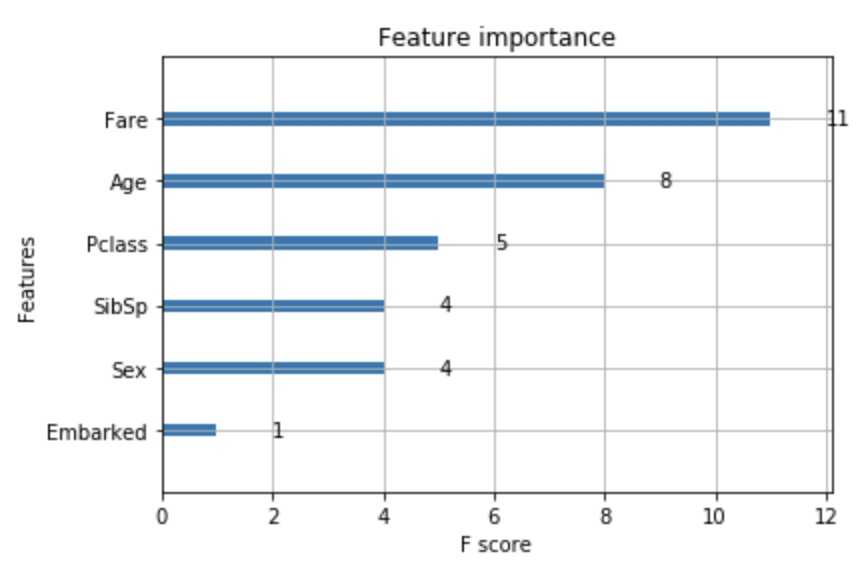 Feature importance
Fare
11
Age
8
Pclass
5
SibSp
4
Sex
4
Embarked
1
Features
0 2 4 6 8 10 12
F score